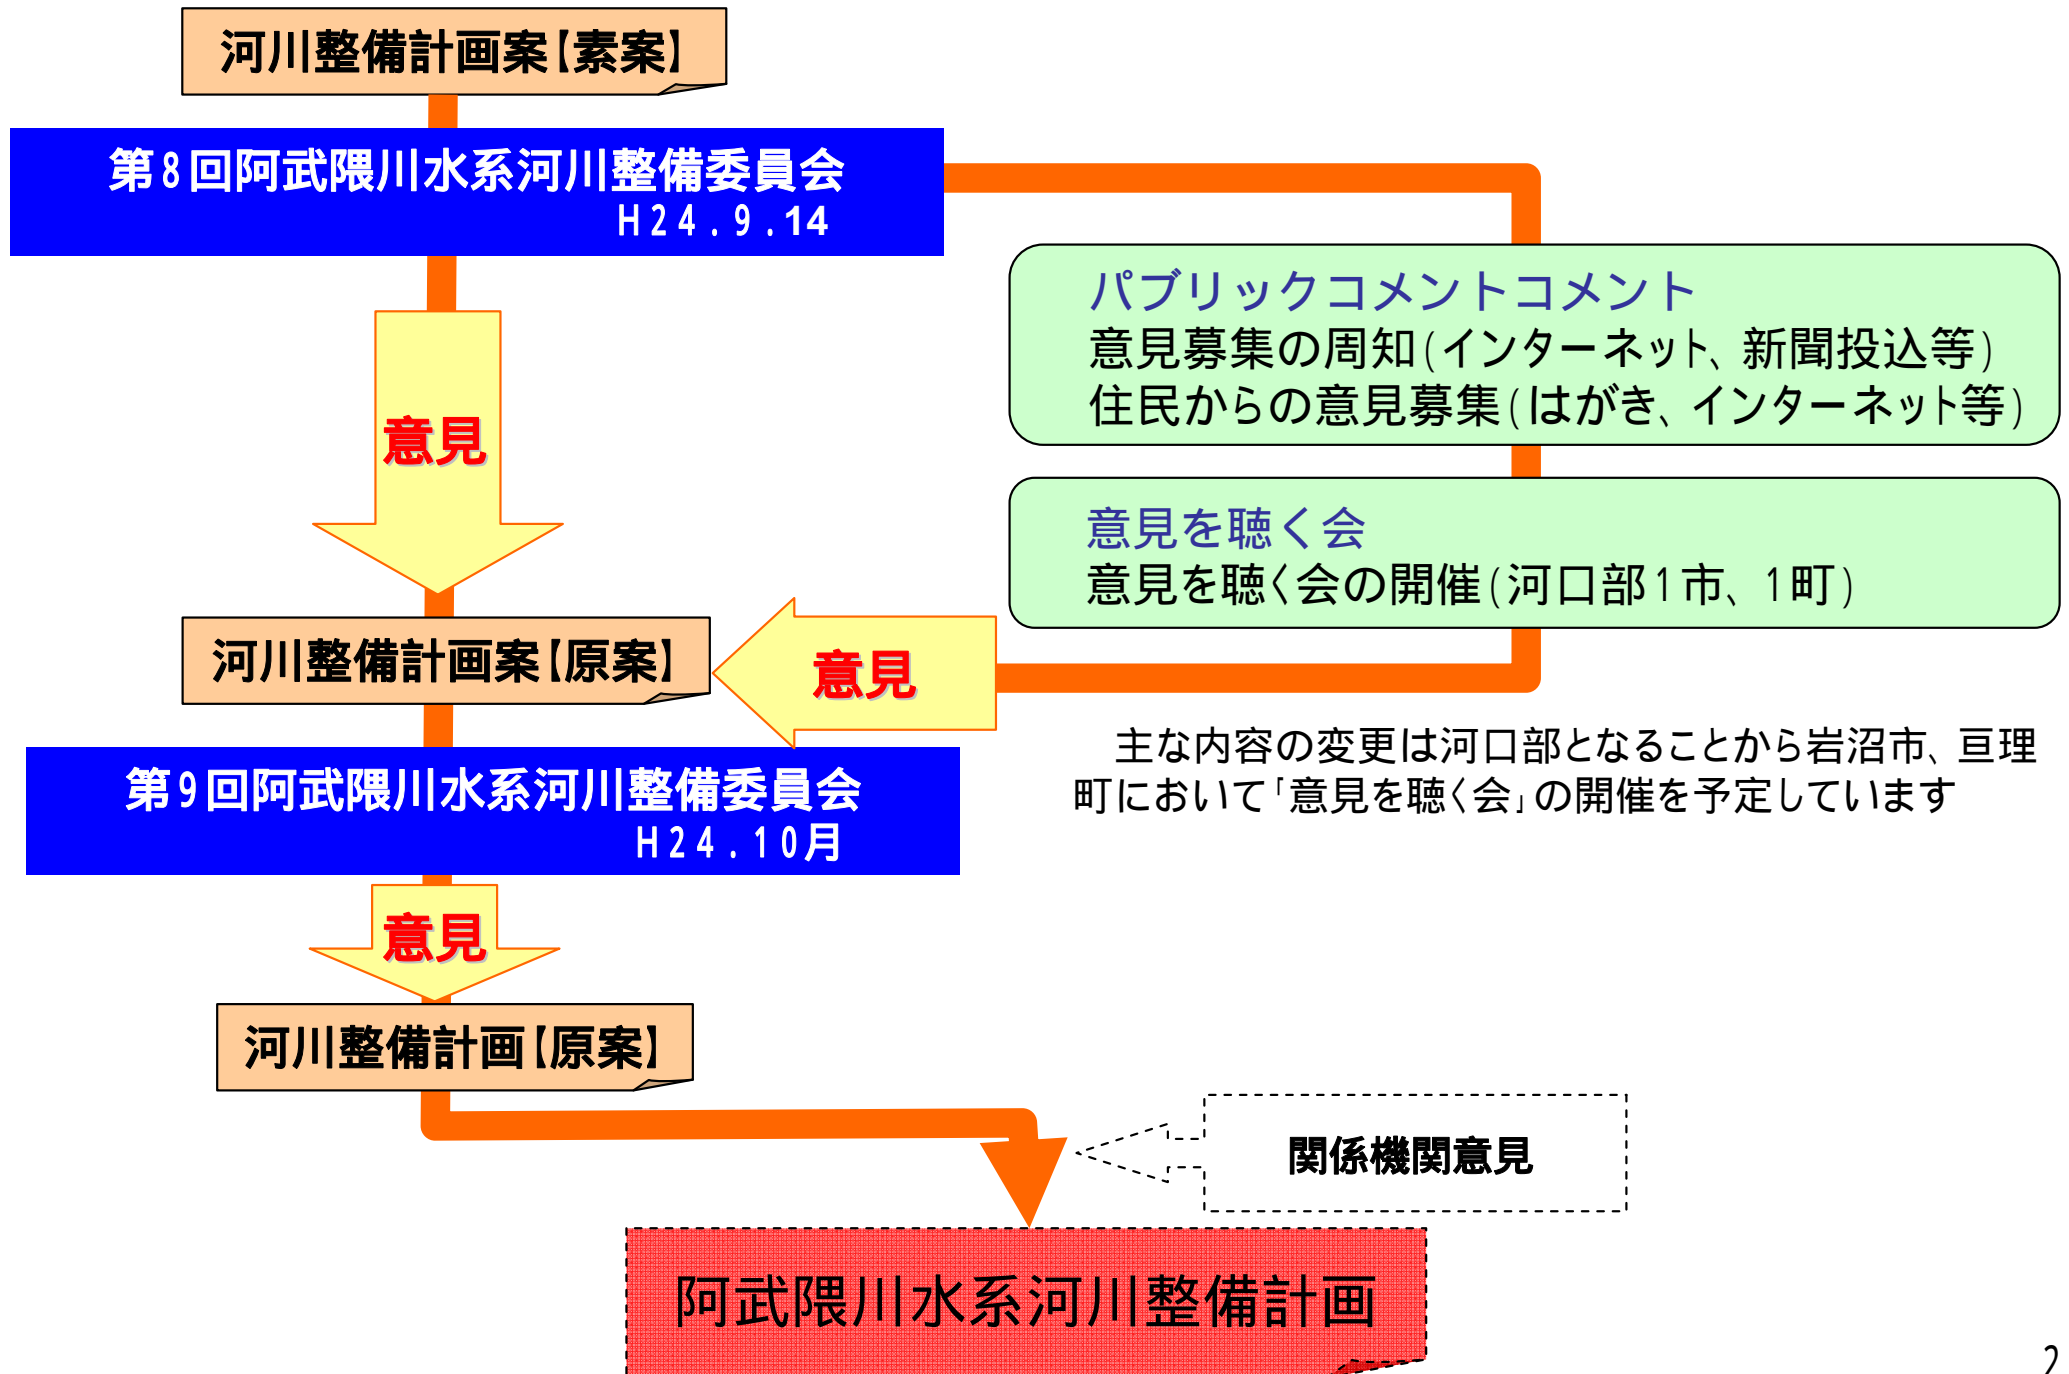 河川整備計画案【素案】
第8回阿武隈川水系河川整備委員会
H24.9.14
パブリックコメントコメント
意見募集の周知(インターネット、新聞投込等)
住民からの意見募集(はがき、インターネット等)
意見
意見を聴く会
意見を聴く会の開催(河口部1市、1町)
河川整備計画案【原案】
意見
主な内容の変更は河口部となることから岩沼市、亘理
町において「意見を聴く会」の開催を予定しています
第9回阿武隈川水系河川整備委員会
H24.10月
意見
河川整備計画【原案】
関係機関意見
阿武隈川水系河川整備計画
2